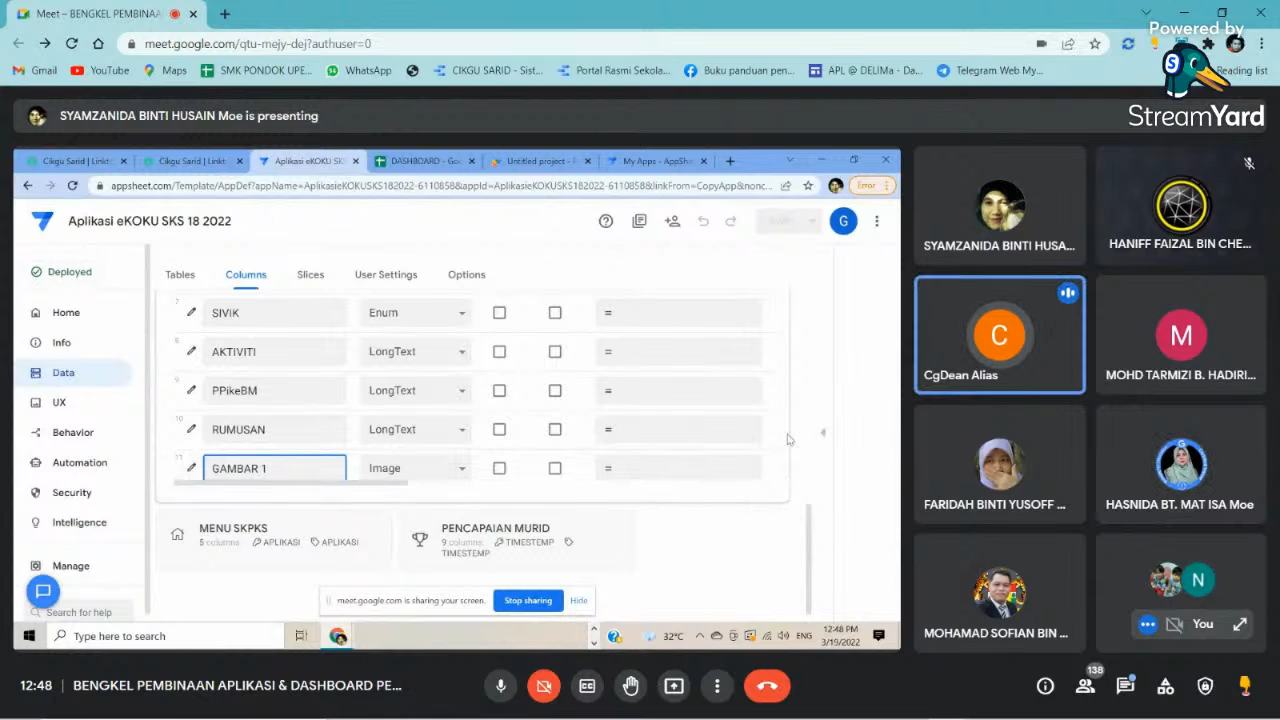 Meet – BENGKEL PEMBINAA
meet.google.com/qtu-mejy-dej?authuser=0
Powered by
StreamYard
Gmail
YouTube
Maps
SMK PONDOK UPE...
WhatsApp
CIKGU SARID - Sist...
Portal Rasmi Sekola...
Buku panduan pen...
APL @ DELIMa - Da...
Telegram Web My...
Reading list
SYAMZANIDA BINTI HUSAIN Moe is presenting
Cikgu Sarid | Linkt
Cikgu Sarid | Linkt
Aplikasi eKOKU SKS
DASHBOARD - Goo
Untitled project - R
My Apps - AppShe
appsheet.com/Template/AppDef?appName=AplikasieKOKUSKS182022-6110858&appId=AplikasieKOKUSKS182022-6110858&linkFrom=CopyApp&nonc...
Error
Aplikasi eKOKU SKS 18 2022
G
Deployed
Home
Info
Data
UX
Behavior
Automation
Security
Intelligence
Manage
Search for help
Tables
Columns
Slices
User Settings
Options
7
SIVIK
Enum
=
8
AKTIVITI
LongText
=
9
PPikeBM
LongText
=
10
RUMUSAN
LongText
=
11
GAMBAR 1
Image
=
MENU SKPKS
5 columns
APLIKASI
APLIKASI
PENCAPAIAN MURID
9 columns
TIMESTEMP
TIMESTEMP
meet.google.com is sharing your screen.
Stop sharing
Hide
Type here to search
32°C
ENG
12:48 PM
3/19/2022
SYAMZANIDA BINTI HUSA...
HANIFF FAIZAL BIN CHE...
C
CgDean Alias
M
MOHD TARMIZI B. HADIRI...
FARIDAH BINTI YUSOFF ...
HASNIDA BT. MAT ISA Moe
MOHAMAD SOFIAN BIN ...
N
You
12:48
BENGKEL PEMBINAAN APLIKASI & DASHBOARD PE...
138